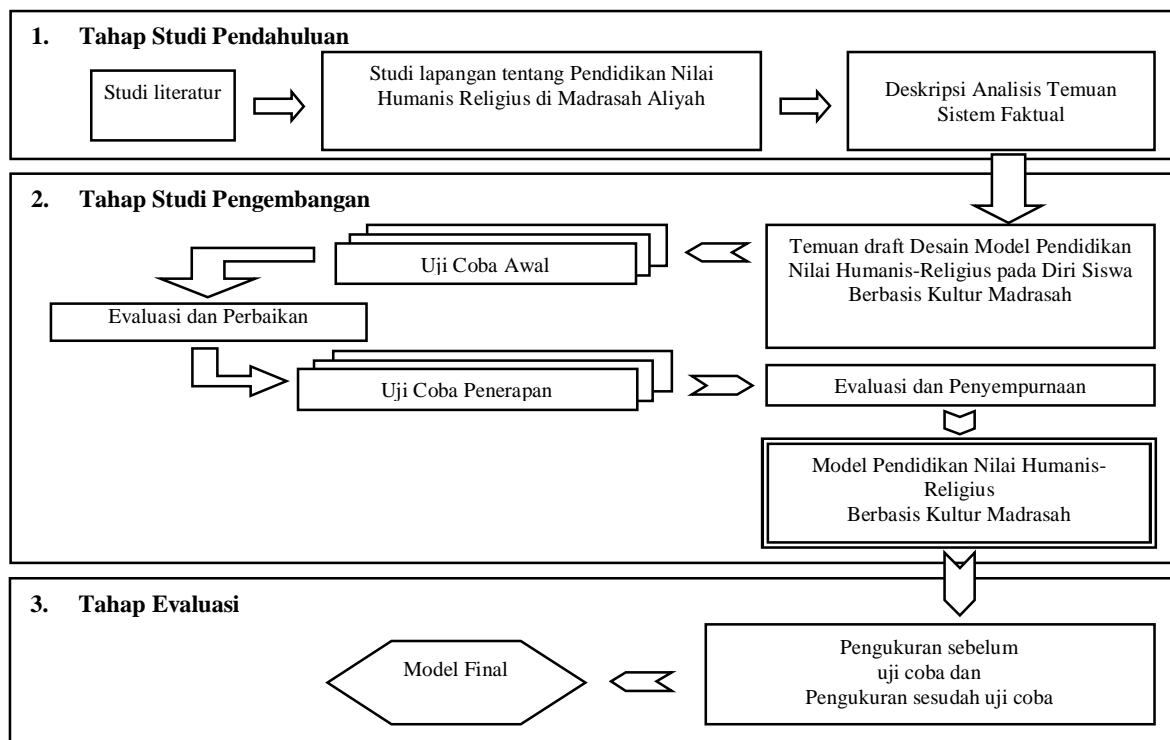 1. Tahap Studi Pendahuluan
Studi literatur
Studi lapangan tentang Pendidikan Nilai
Humanis Religius di Madrasah Aliyah
Deskripsi Analisis Temuan
Sistem Faktual
2. Tahap Studi Pengembangan
Temuan draft Desain Model Pendidikan
Nilai Humanis-Religius pada Diri Siswa
Berbasis Kultur Madrasah
Uji Coba Awal
Evaluasi dan Perbaikan
Uji Coba Penerapan
Evaluasi dan Penyempurnaan
Model Pendidikan Nilai Humanis-
Religius
Berbasis Kultur Madrasah
3. Tahap Evaluasi
Pengukuran sebelum
uji coba dan
Pengukuran sesudah uji coba
Model Final